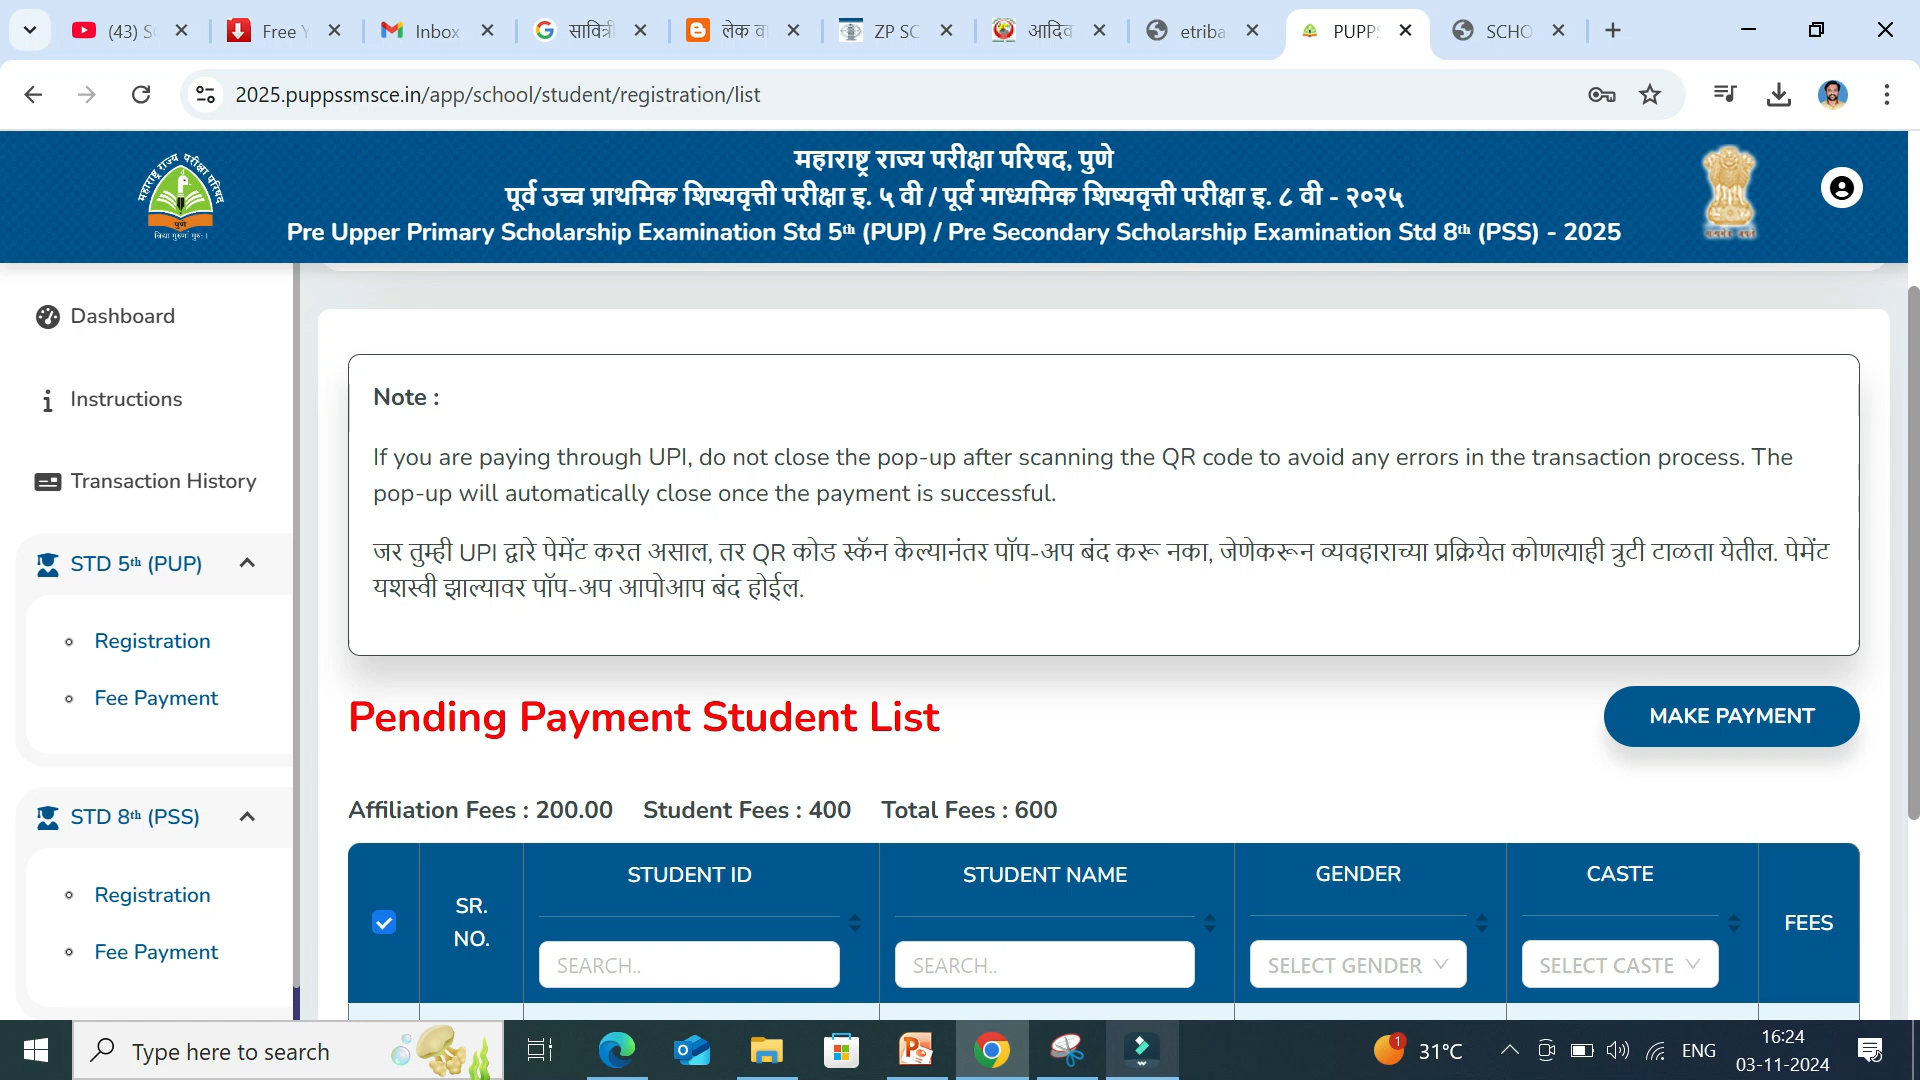 (43) S
Free Y
Inbox
सावित्री
लेक व
ZP SC
आदिव
etriba
PUPPS
SCHO
2025.puppssmsce.in/app/school/student/registration/list
महाराष्ट्र राज्य परीक्षा परिषद, पुणे
पूर्व उच्च प्राथमिक शिष्यवृत्ती परीक्षा इ. ५ वी / पूर्व माध्यमिक शिष्यवृत्ती परीक्षा इ. ८ वी - २०२५
Pre Upper Primary Scholarship Examination Std 5th (PUP) / Pre Secondary Scholarship Examination Std 8th (PSS) - 2025
महाराष्ट्र राज्य परीक्षा परिषद
पुणे
Dashboard
Instructions
Transaction History
STD 5th (PUP)
Registration
Fee Payment
STD 8th (PSS)
Registration
Fee Payment
Note :
If you are paying through UPI, do not close the pop-up after scanning the QR code to avoid any errors in the transaction process. The
pop-up will automatically close once the payment is successful.
जर तुम्ही UPI द्वारे पेमेंट करत असाल, तर QR कोड स्कॅन केल्यानंतर पॉप-अप बंद करू नका, जेणेकरून व्यवहाराच्या प्रक्रियेत कोणत्याही त्रुटी टाळता येतील. पेमेंट
यशस्वी झाल्यावर पॉप-अप आपोआप बंद होईल.
Pending Payment Student List
MAKE PAYMENT
Affiliation Fees : 200.00 Student Fees : 400 Total Fees : 600
SR. NO.
STUDENT ID
STUDENT NAME
GENDER
CASTE
FEES
SEARCH..
SEARCH..
SELECT GENDER
SELECT CASTE
Type here to search
1
31°C
ENG
16:24
03-11-2024